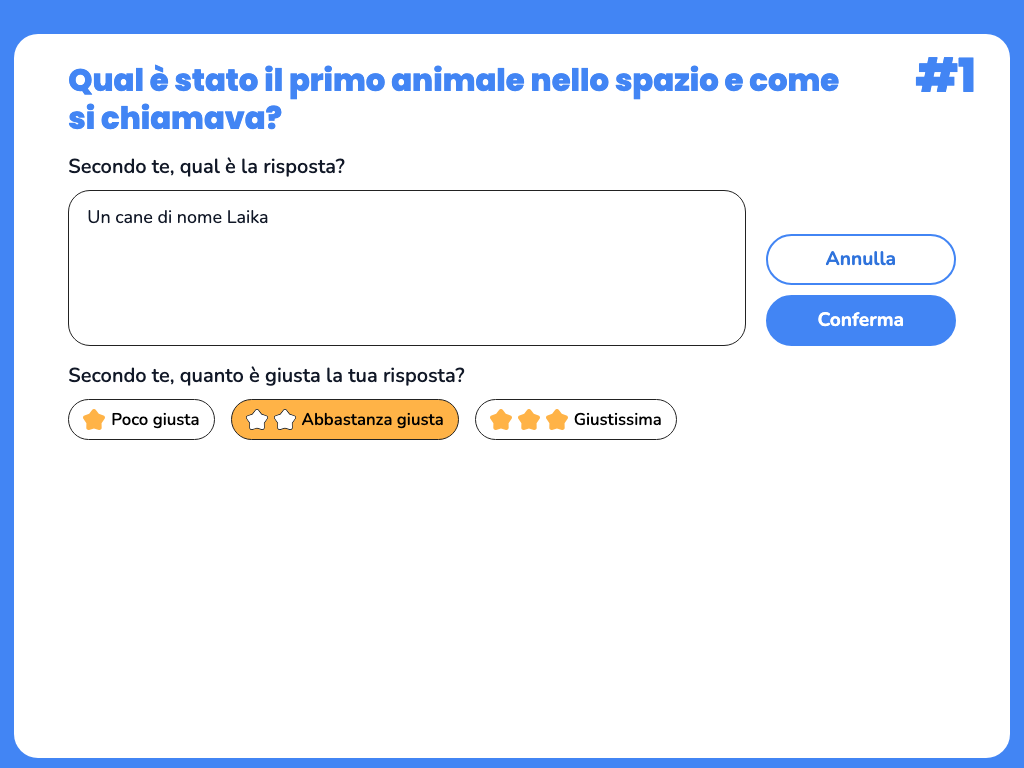 Qual è stato il primo animale nello spazio e come
si chiamava?
#1
Secondo te, qual è la risposta?
Un cane di nome Laika
Annulla
Conferma
Secondo te, quanto è giusta la tua risposta?
Poco giusta
Abbastanza giusta
Giustissima